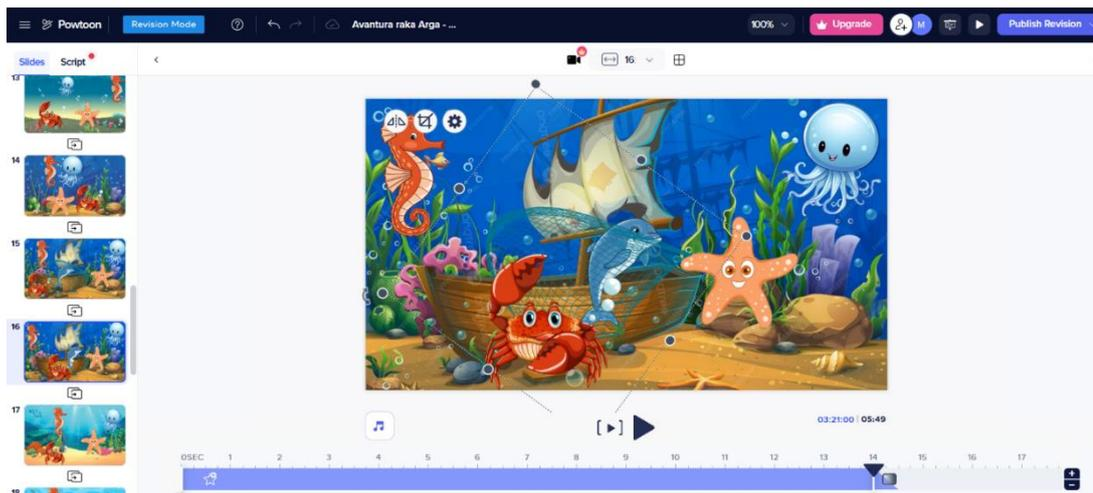 Powtoon
Revision Mode
Avantura raka Arga - ...
100%
Upgrade
M
Publish Revision
Slides
Script
16
13
14
15
16
17
03:21:00 05:49
0SEC 1 2 3 4 5 6 7 8 9 10 11 12 13 14 15 16 17